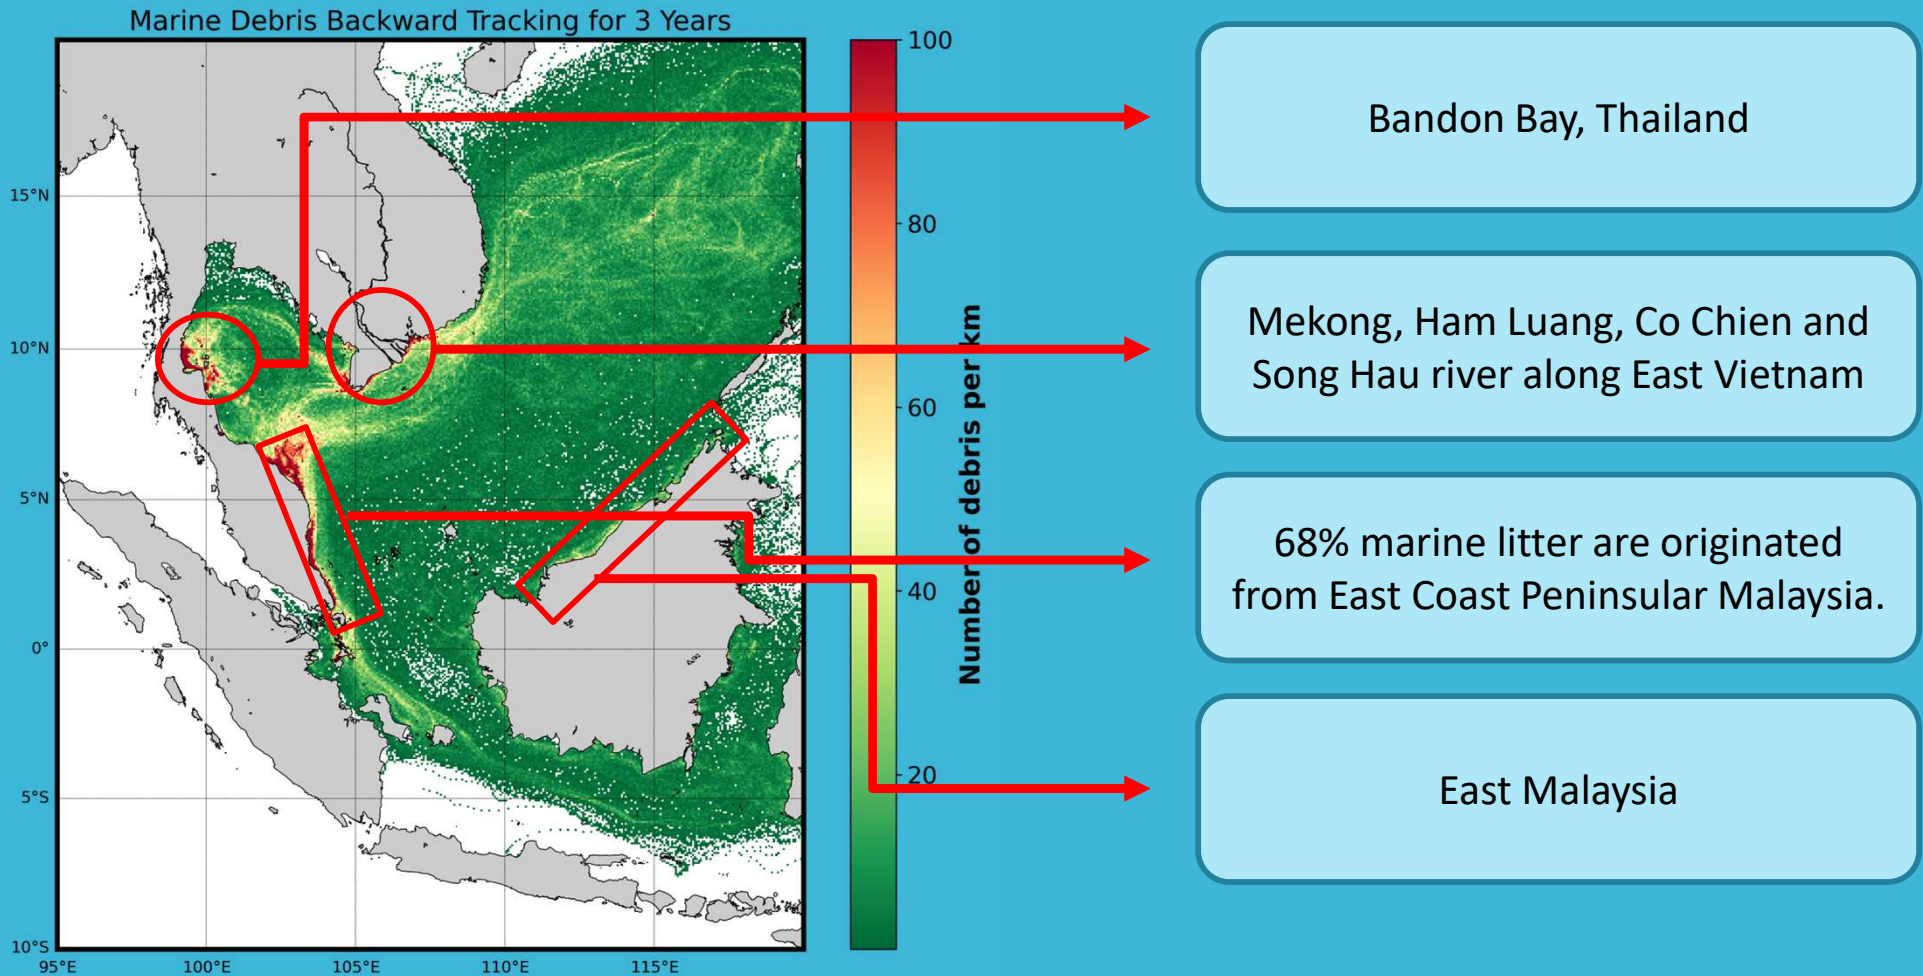 Marine Debris Backward Tracking for 3 Years
15°N
10°N
5°N
0°
5°S
10°S
95°E
100°E
105°E
110°E
115°E
100
80
60
40
20
Number of debris per km
Bandon Bay, Thailand
Mekong, Ham Luang, Co Chien and
Song Hau river along East Vietnam
68% marine litter are originated
from East Coast Peninsular Malaysia.
East Malaysia